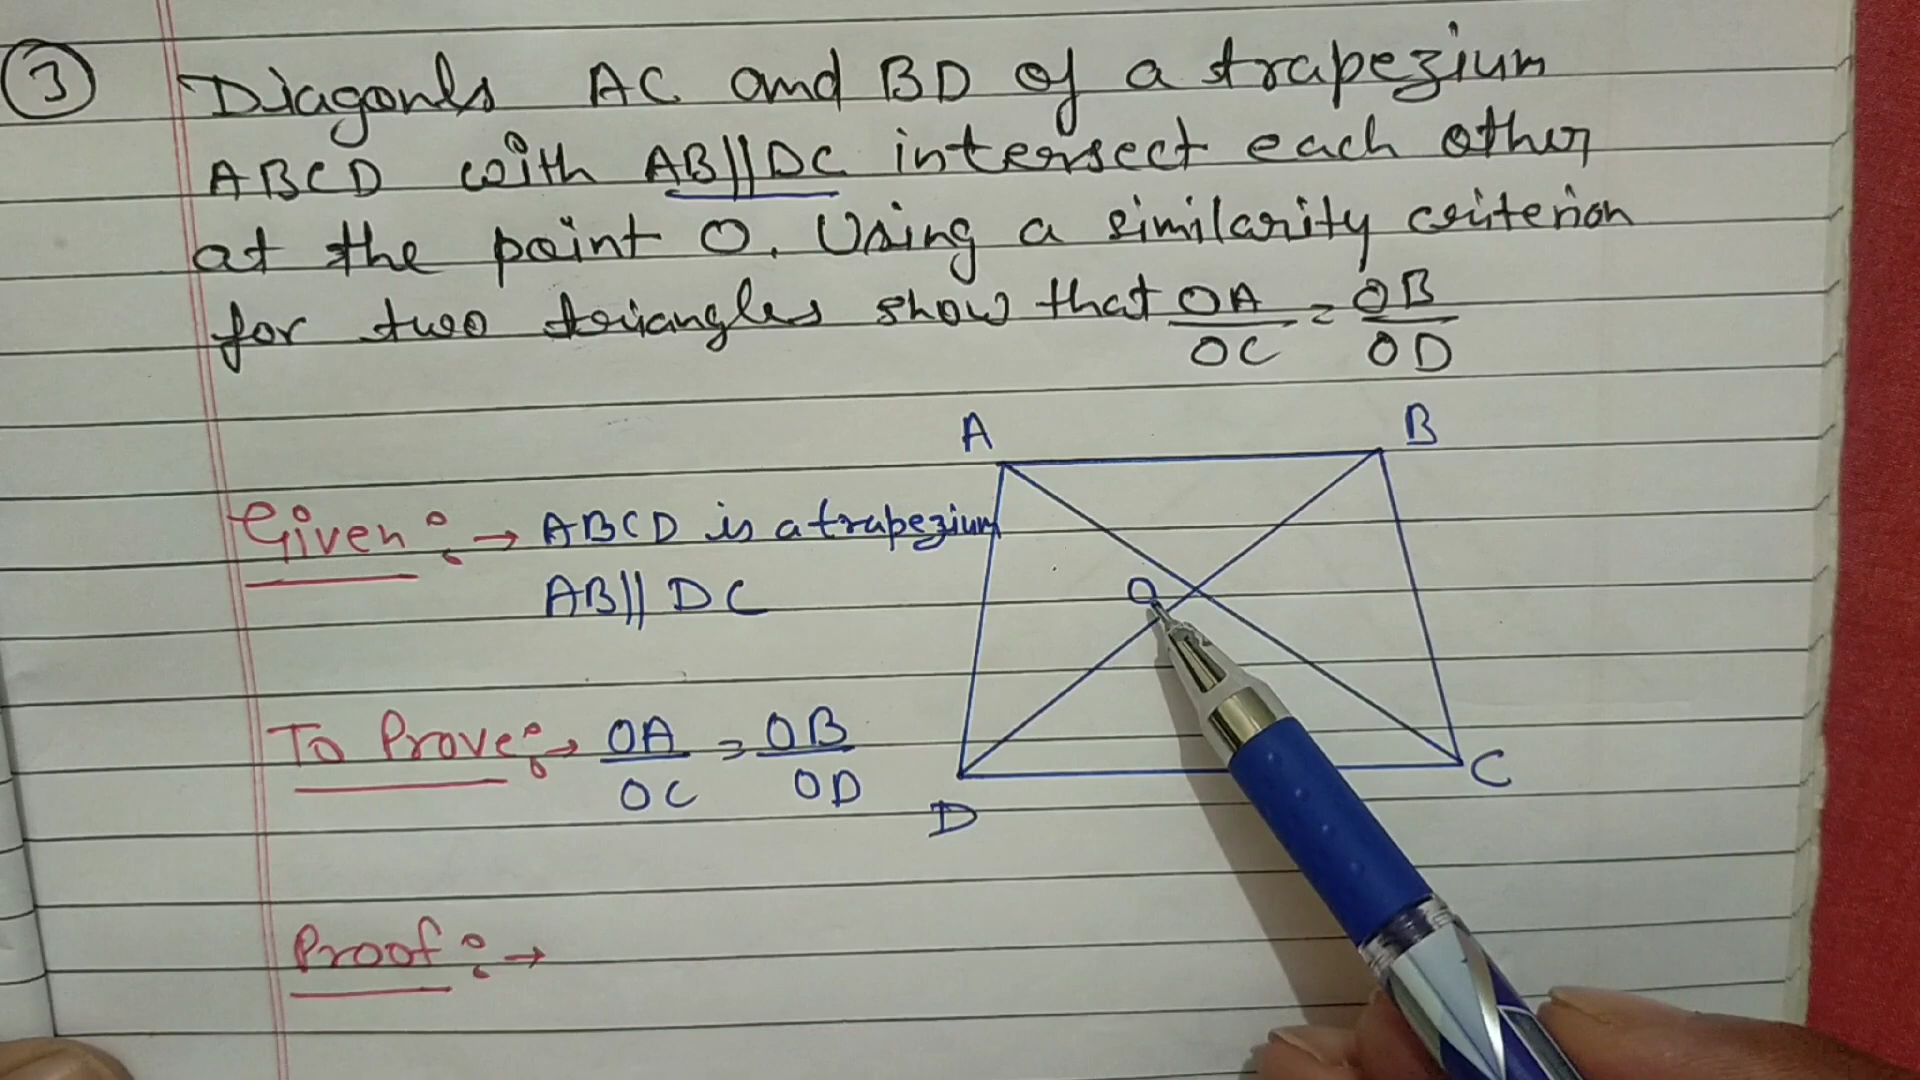 3 Diagonls AC and BD of a trapezium
ABCD with AB||DC intersect each other
at the point O. Using a similarity criterion
for two triangles show that OA/OC = OB/OD
A B
Given :→ ABCD is a trapezium
AB||DC
O
To Prove :→ OA/OC = OB/OD
D C
Proof :→